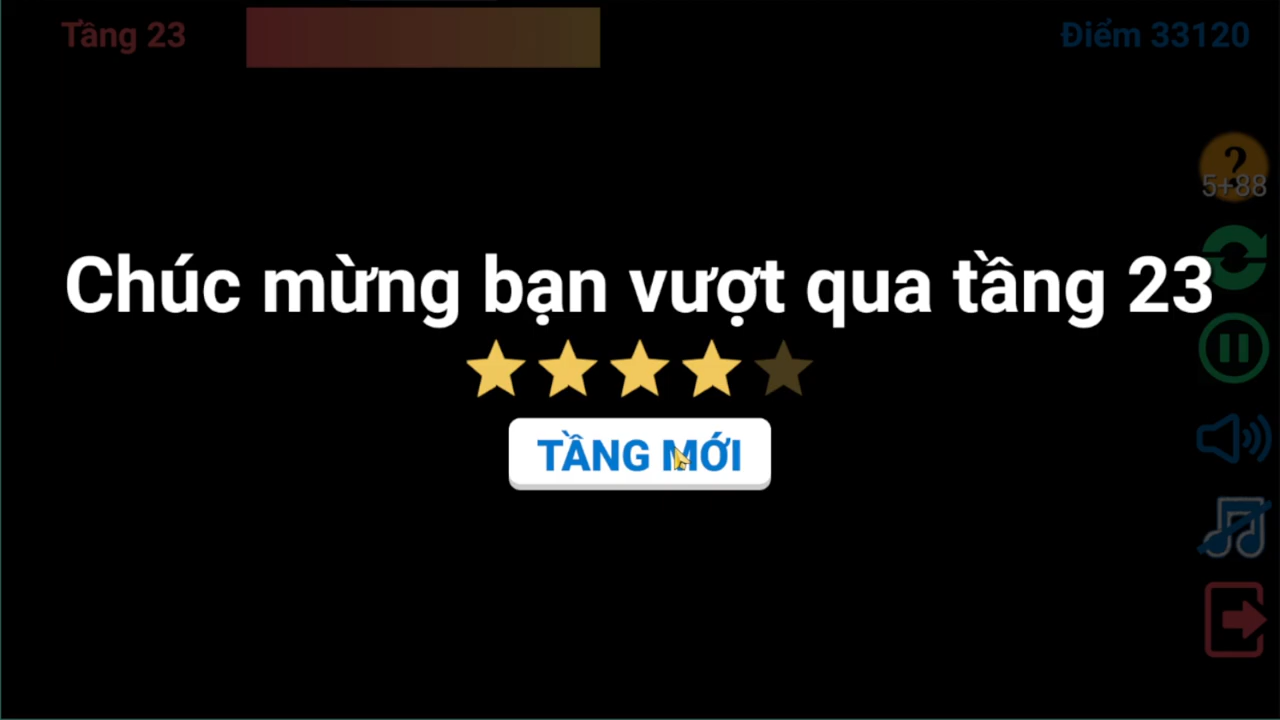 Tầng 23
Điểm 33120
5+88
Chúc mừng bạn vượt qua tầng 23
TẦNG MỚI